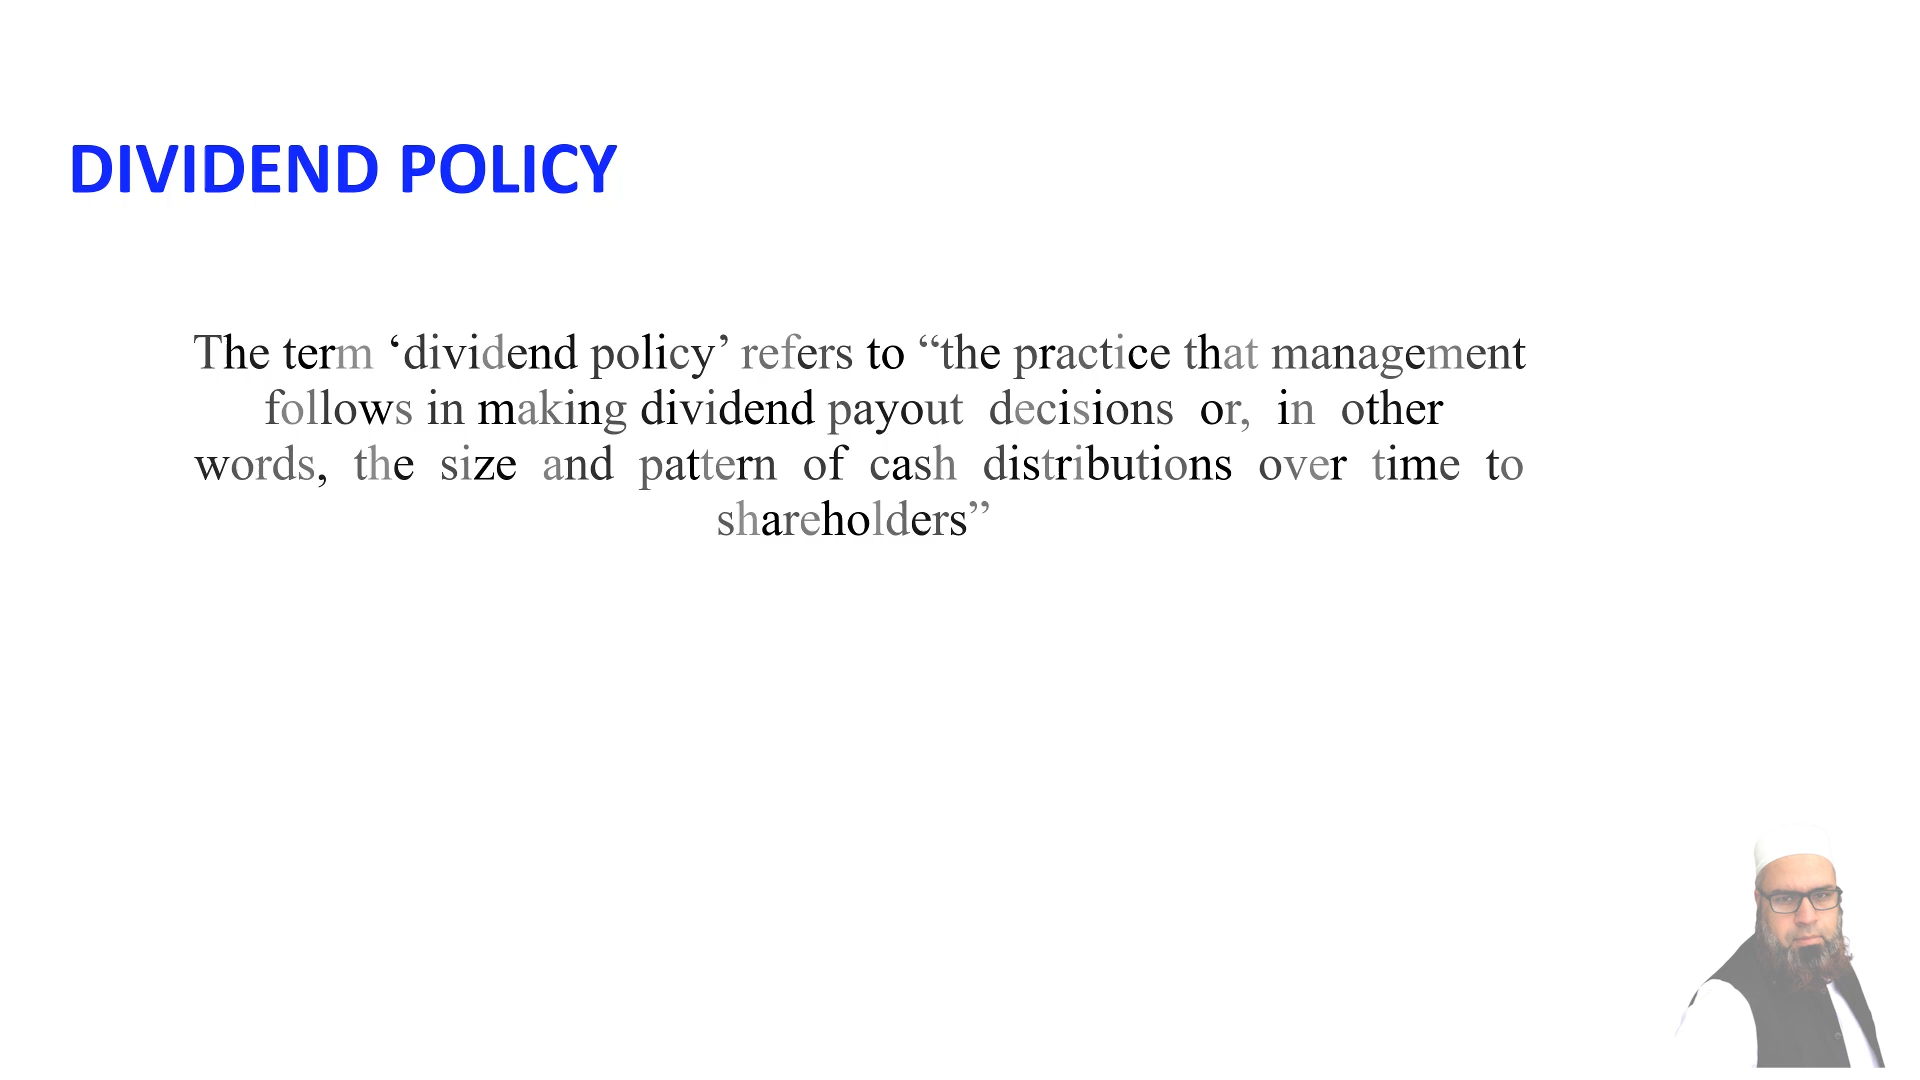 DIVIDEND POLICY
The term ‘dividend policy’ refers to “the practice that management
follows in making dividend payout decisions or, in other
words, the size and pattern of cash distributions over time to
shareholders”